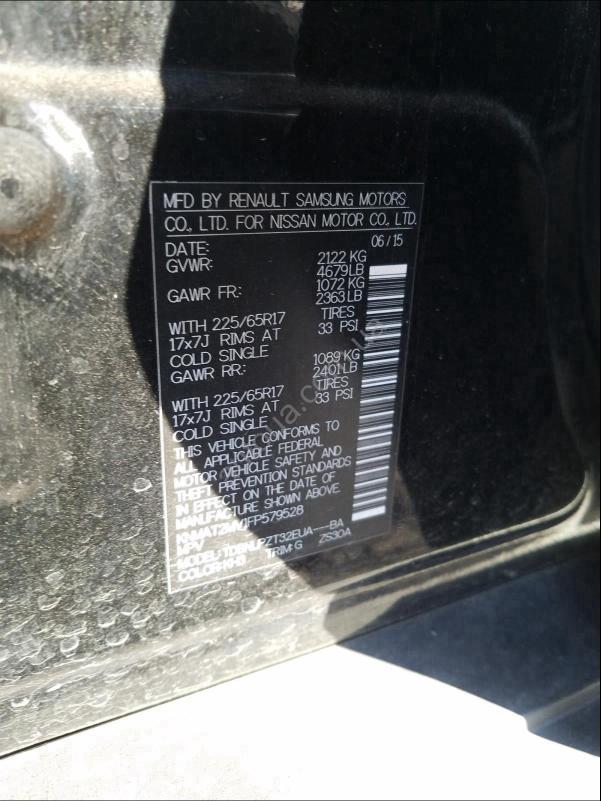 MFD BY RENAULT SAMSUNG MOTORS
CO., LTD. FOR NISSAN MOTOR CO., LTD.
DATE: 06/15
GVWR: 2122 KG
4679LB
GAWR FR: 1072 KG
2363LB
WITH 225/65R17 TIRES
17x7J RIMS AT 33 PSI
COLD SINGLE
GAWR RR: 1089 KG
2401LB
WITH 225/65R17 TIRES
17x7J RIMS AT 33 PSI
COLD SINGLE
THIS VEHICLE CONFORMS TO
ALL APPLICABLE FEDERAL
MOTOR VEHICLE SAFETY AND
THEFT PREVENTION STANDARDS
IN EFFECT ON THE DATE OF
MANUFACTURE SHOWN ABOVE.
KNMAT2MV1FP579528
MPV
MODEL: ZS30A
COLOR:KH3 TRIM:G